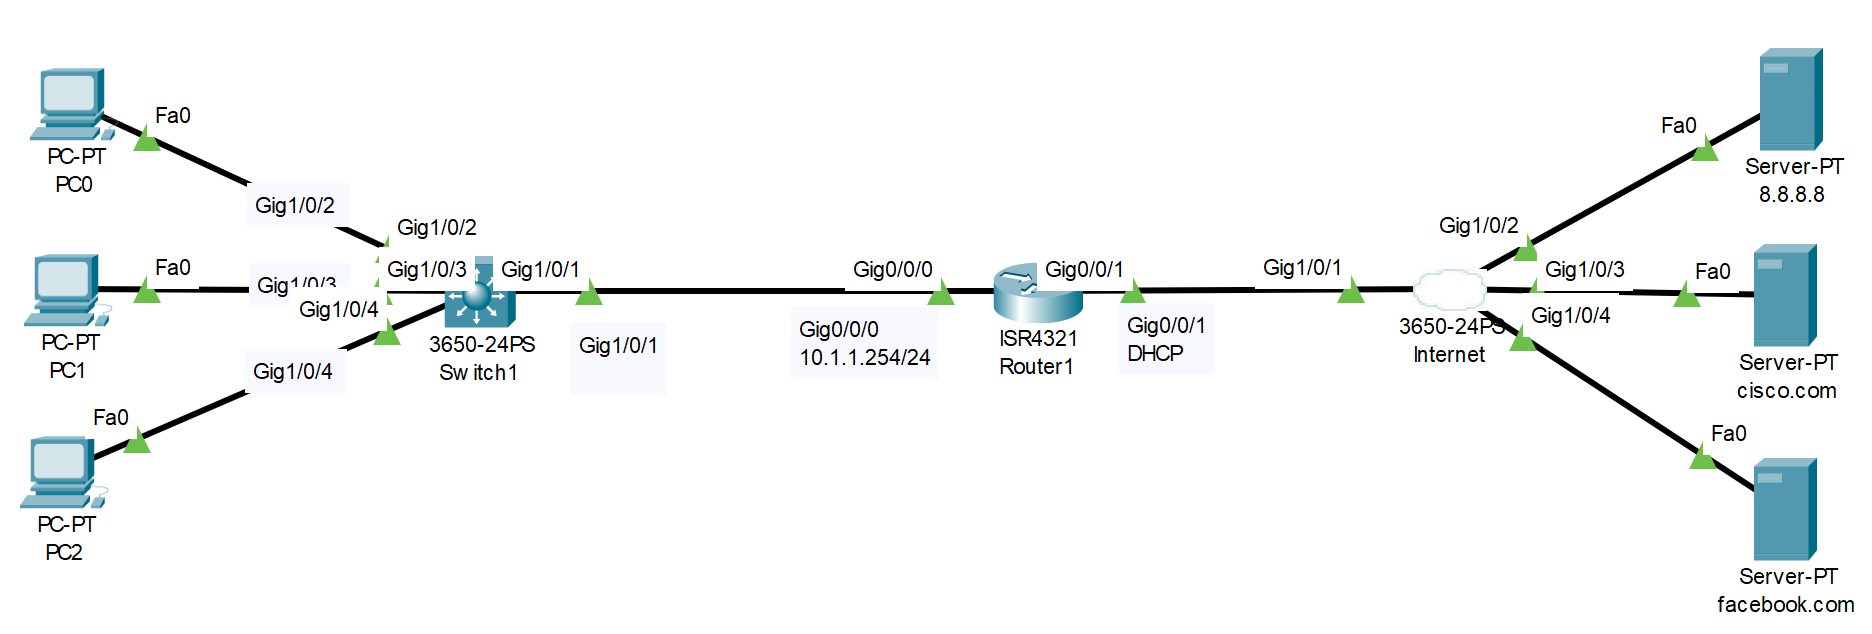 Fa0
PC-PT
PC0
Gig1/0/2
Gig1/0/2
Fa0
PC-PT
PC1
Gig1/0/3
Gig1/0/3
Gig1/0/4
Gig1/0/4
Fa0
PC-PT
PC2
Gig1/0/1
3650-24PS
Switch1
Gig1/0/1
Gig0/0/0
Gig0/0/0
10.1.1.254/24
ISR4321
Router1
Gig0/0/1
Gig0/0/1
DHCP
Gig1/0/1
3650-24PS
Internet
Gig1/0/2
Gig1/0/3
Gig1/0/4
Fa0
Server-PT
8.8.8.8
Fa0
Server-PT
cisco.com
Fa0
Server-PT
facebook.com